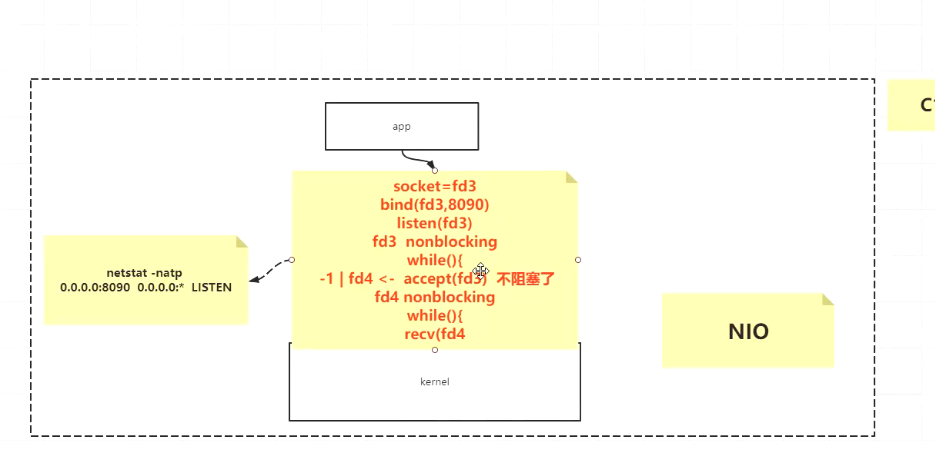 app
socket=fd3
bind(fd3,8090)
listen(fd3)
fd3 nonblocking
while(){
-1 | fd4 <- accept(fd3) 不阻塞了
fd4 nonblocking
while(){
recv(fd4
netstat -natp
0.0.0.0:8090 0.0.0.0:* LISTEN
NIO
kernel